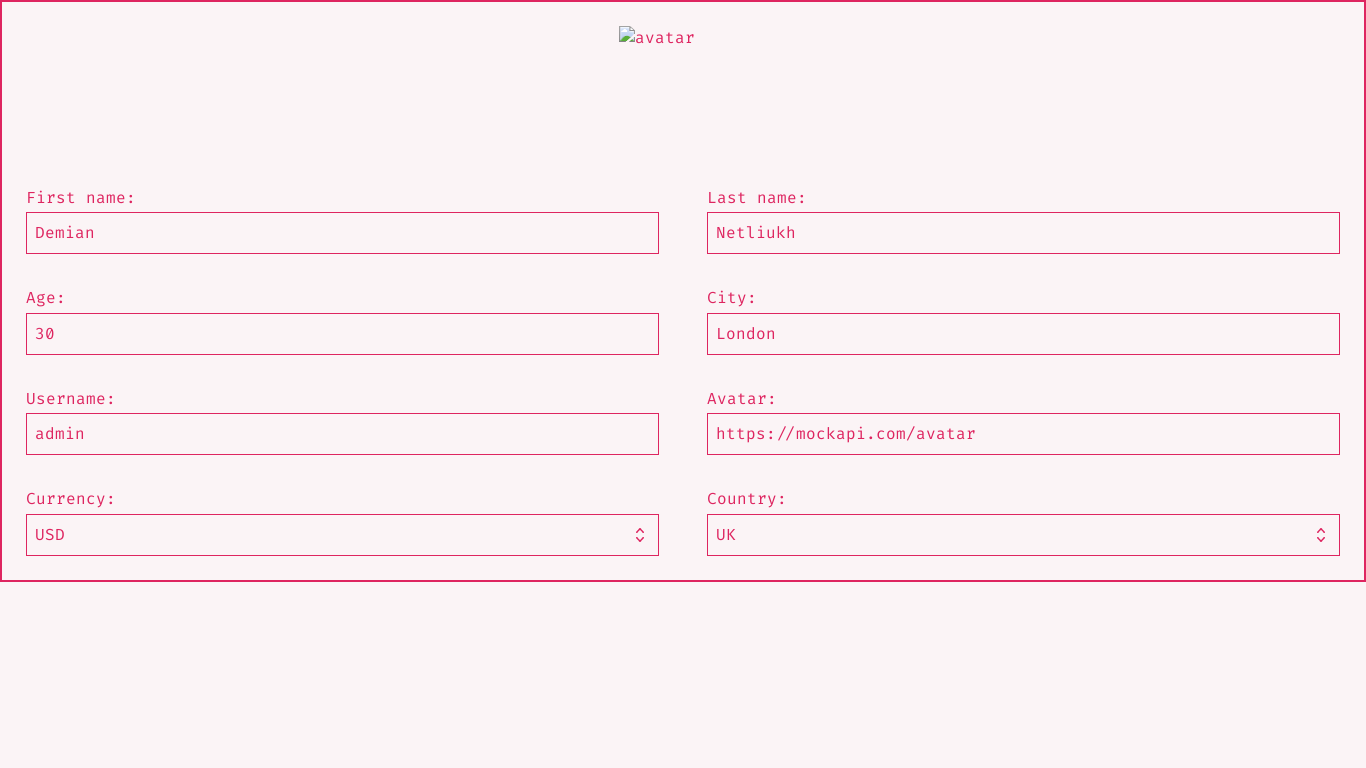 avatar
First name:
Last name:
Demian
Netliukh
Age:
City:
30
London
Username:
Avatar:
admin
https://mockapi.com/avatar
Currency:
Country:
USD
UK